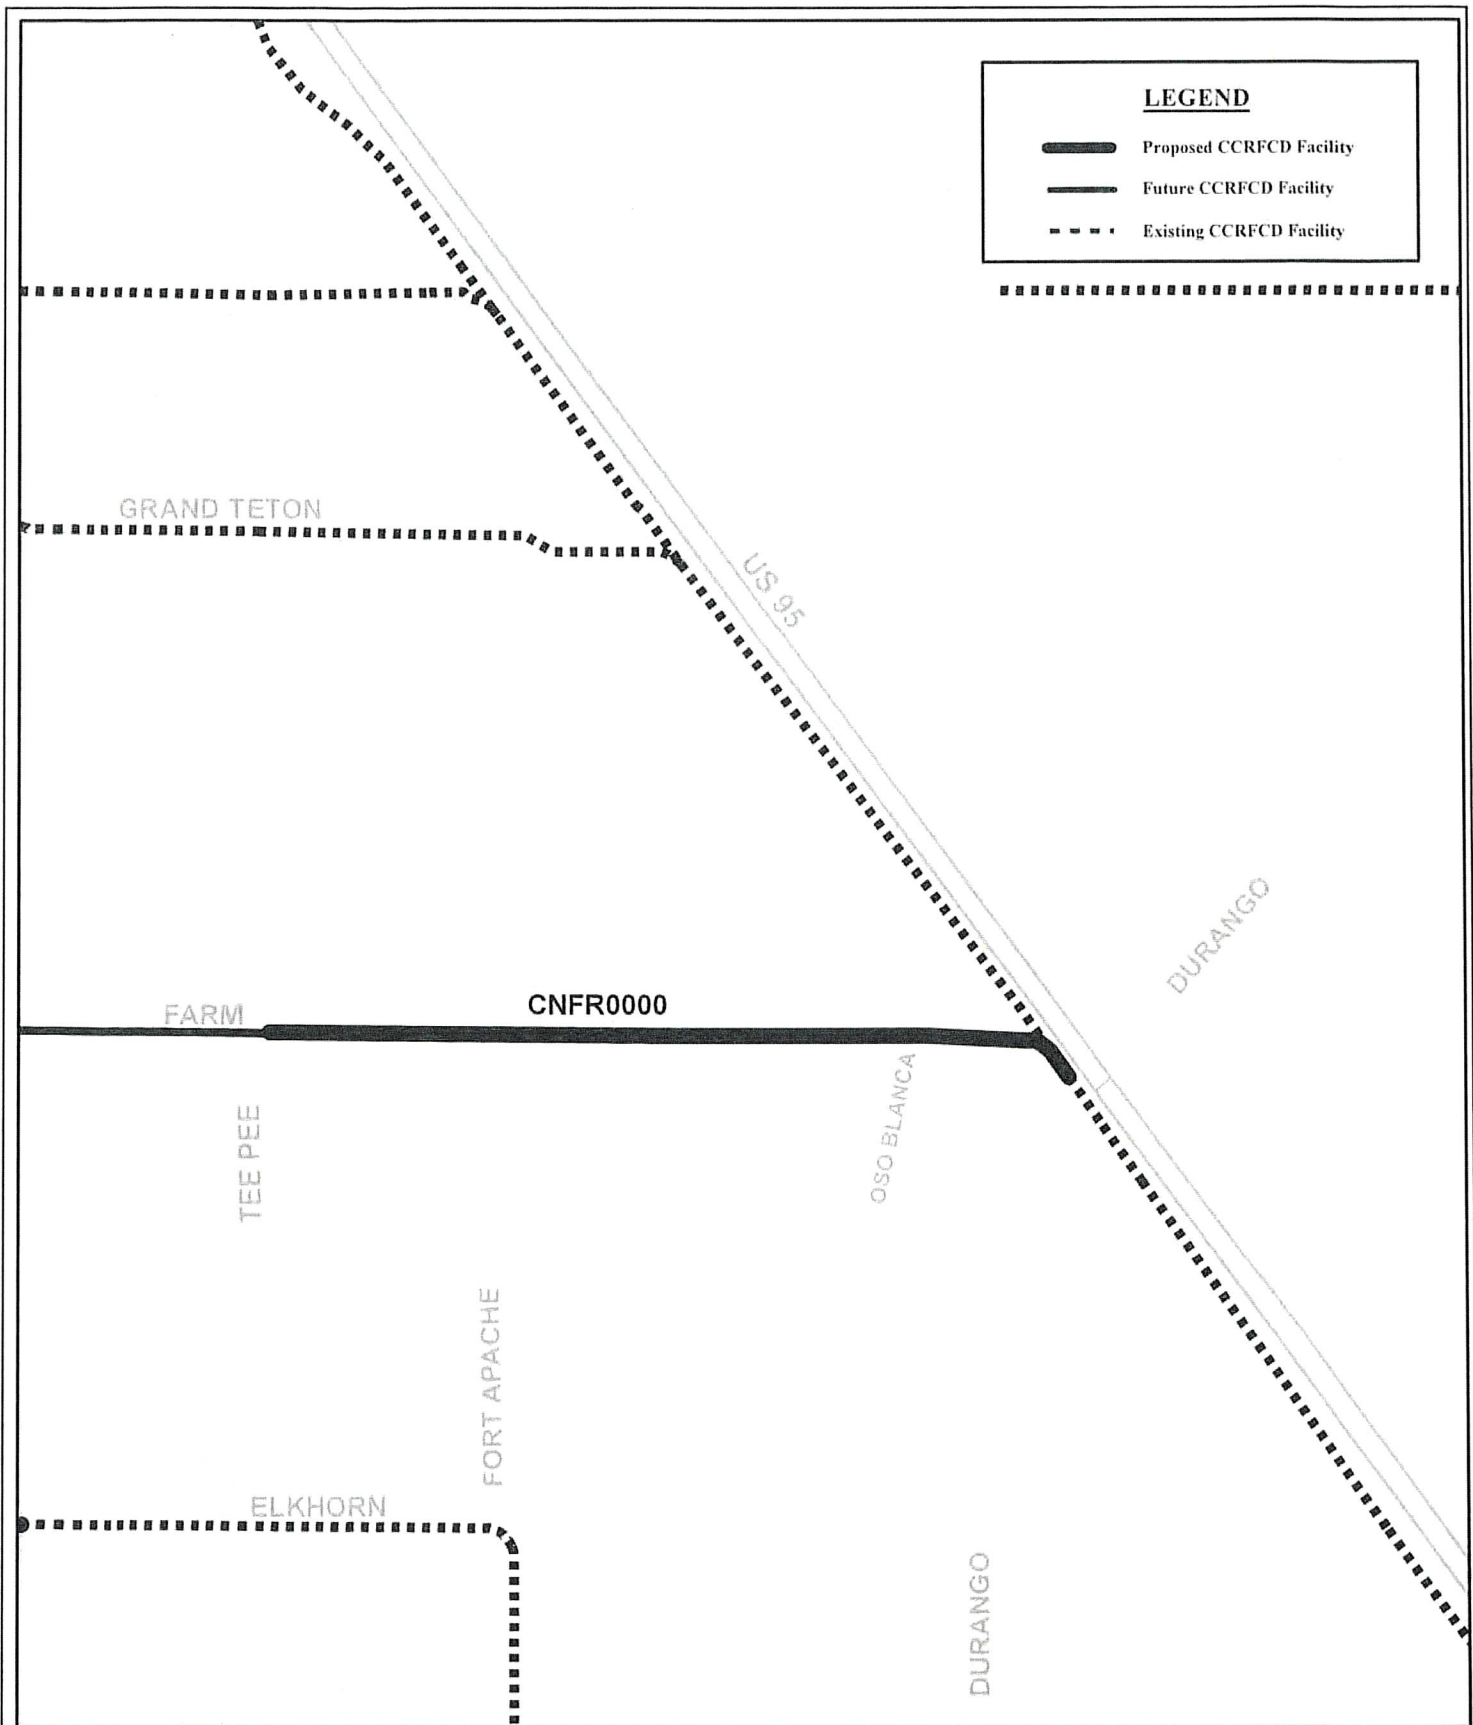 LEGEND
Proposed CCRFCD Facility
Future CCRFCD Facility
Existing CCRFCD Facility
GRAND TETON
US 95
DURANGO
FARM
CNFR0000
OSO BLANCA
TEE PEE
FORT APACHE
ELKHORN
DURANGO